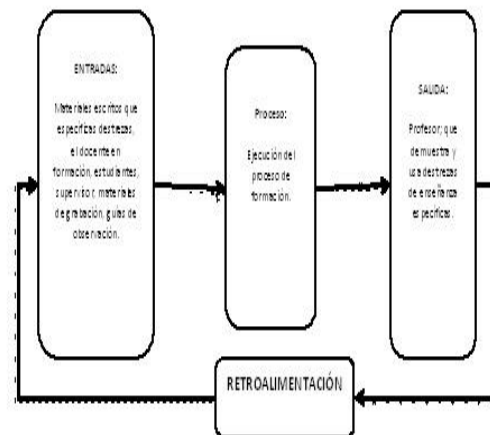 ENTRADAS:
Materiales escritos que
especificas destrezas,
el docente en
formación, estudiantes,
supervisor, materiales
de grabación, guías de
observación.
Proceso:
Ejecución del
proceso de
formación.
SALIDA:
Profesor; que
demuestra y
usa destrezas
de enseñanza
específicas.
RETROALIMENTACIÓN